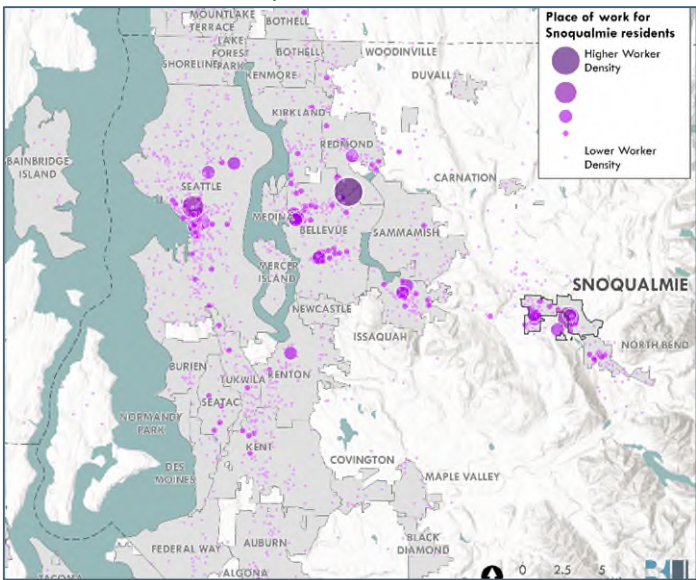 Place of work for
Snoqualmie residents
Higher Worker
Density
Lower Worker
Density
MOUNTLAKE
TERRACE
BOTHELL
LAKE
FOREST
PARK
SHORELINE
BOTHELL
WOODINVILLE
KENMORE
DUVALL
KIRKLAND
REDMOND
BAINBRIDGE
ISLAND
SEATTLE
CARNATION
MEDINA
BELLEVUE
SAMMAMISH
MERCER
ISLAND
SNOQUALMIE
NEWCASTLE
ISSAQUAH
NORTH BEND
BURIEN
TUKWILA
RENTON
SEATAC
NORMANDY
PARK
KENT
DES
MOINES
COVINGTON
MAPLE VALLEY
FEDERAL WAY
AUBURN
BLACK
DIAMOND
ALGONA
TACOMA
0 2.5 5